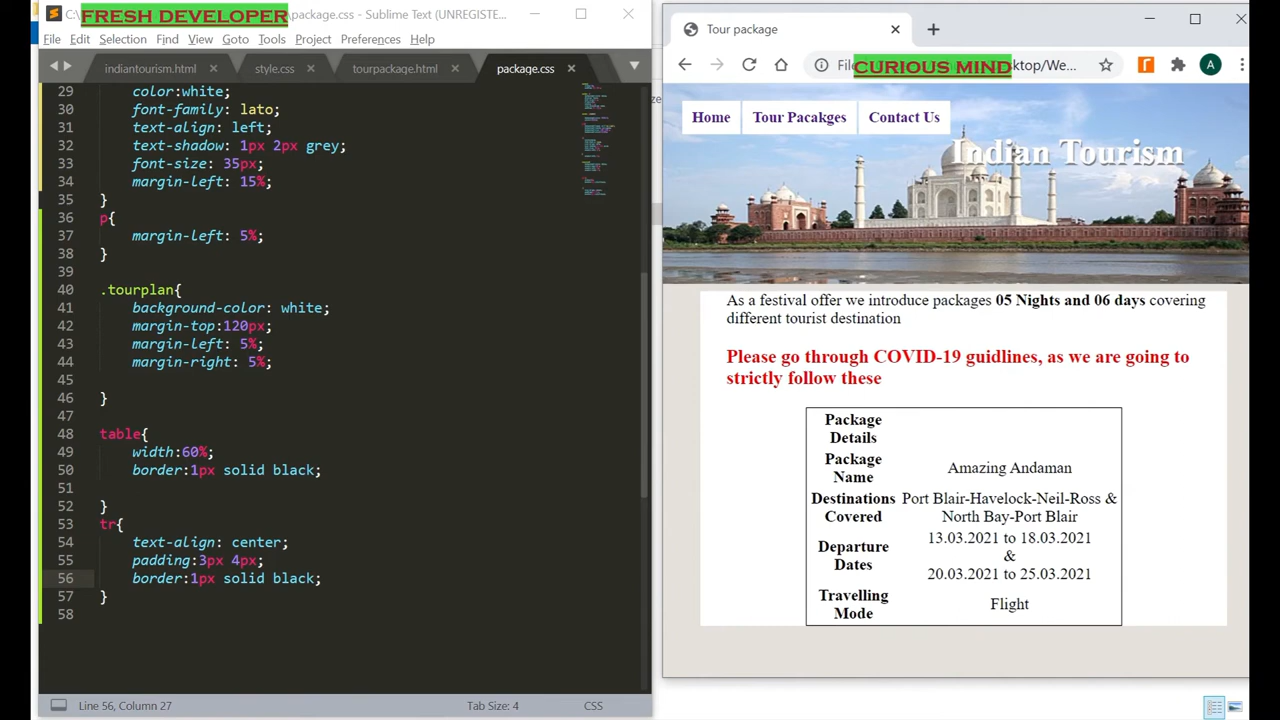 C:\ FRESH DEVELOPER \package.css - Sublime Text (UNREGISTE...
File Edit Selection Find View Goto Tools Project Preferences Help
indiantourism.html style.css tourpackage.html package.css
29 color:white;
30 font-family: lato;
31 text-align: left;
32 text-shadow: 1px 2px grey;
33 font-size: 35px;
34 margin-left: 15%;
35 }
36 p{
37 margin-left: 5%;
38 }
39
40 .tourplan{
41 background-color: white;
42 margin-top:120px;
43 margin-left: 5%;
44 margin-right: 5%;
45
46 }
47
48 table{
49 width:60%;
50 border:1px solid black;
51
52 }
53 tr{
54 text-align: center;
55 padding:3px 4px;
56 border:1px solid black;
57 }
58
Line 56, Column 27 Tab Size: 4 CSS
Tour package
CURIOUS MIND ktop/We... A
Home Tour Pacakges Contact Us
Indian Tourism
As a festival offer we introduce packages 05 Nights and 06 days covering
different tourist destination
Please go through COVID-19 guidlines, as we are going to
strictly follow these
Package
Details
Package
Name
Amazing Andaman
Destinations
Covered
Port Blair-Havelock-Neil-Ross &
North Bay-Port Blair
Departure
Dates
13.03.2021 to 18.03.2021
&
20.03.2021 to 25.03.2021
Travelling
Mode
Flight